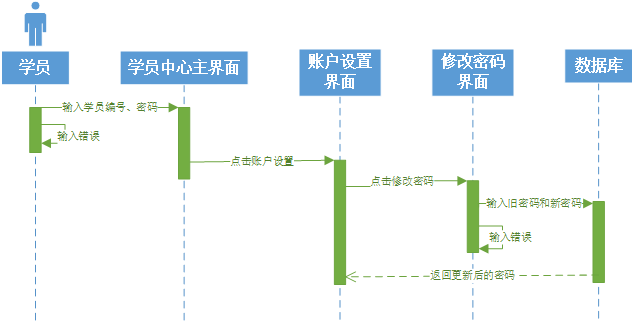 学员
学员中心主界面
账户设置
界面
修改密码
界面
数据库
输入学员编号、密码
输入错误
点击账户设置
点击修改密码
输入旧密码和新密码
输入错误
返回更新后的密码